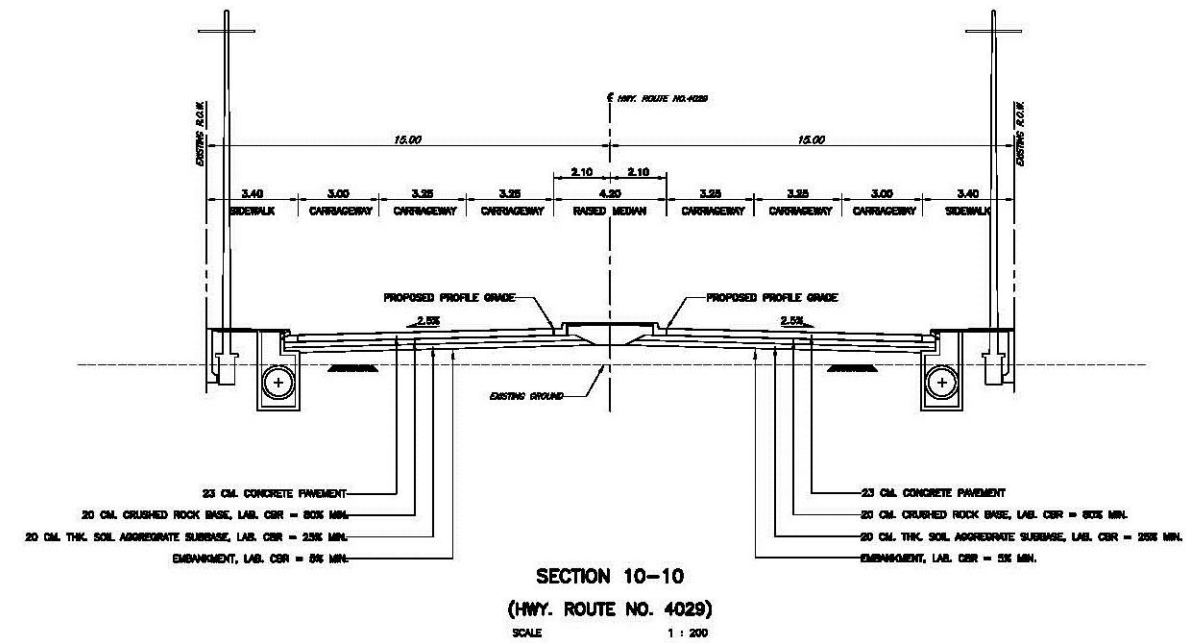 ℄ HWY. ROUTE NO.4029
EXISTING R.O.W.
EXISTING R.O.W.
15.00 15.00
2.10 2.10
3.40 3.00 3.25 3.25 4.20 3.25 3.25 3.00 3.40
SIDEWALK CARRIAGEWAY CARRIAGEWAY CARRIAGEWAY RAISED MEDIAN CARRIAGEWAY CARRIAGEWAY CARRIAGEWAY SIDEWALK
PROPOSED PROFILE GRADE PROPOSED PROFILE GRADE
2.5% 2.5%
EXISTING GROUND
23 CM. CONCRETE PAVEMENT
20 CM. CRUSHED ROCK BASE, LAB. CBR = 80% MIN.
20 CM. THK. SOIL AGGREGRATE SUBBASE, LAB. CBR = 25% MIN.
EMBANKMENT, LAB. CBR = 5% MIN.
23 CM. CONCRETE PAVEMENT
20 CM. CRUSHED ROCK BASE, LAB. CBR = 80% MIN.
20 CM. THK. SOIL AGGREGRATE SUBBASE, LAB. CBR = 25% MIN.
EMBANKMENT, LAB. CBR = 5% MIN.
SECTION 10-10
(HWY. ROUTE NO. 4029)
SCALE 1 : 200